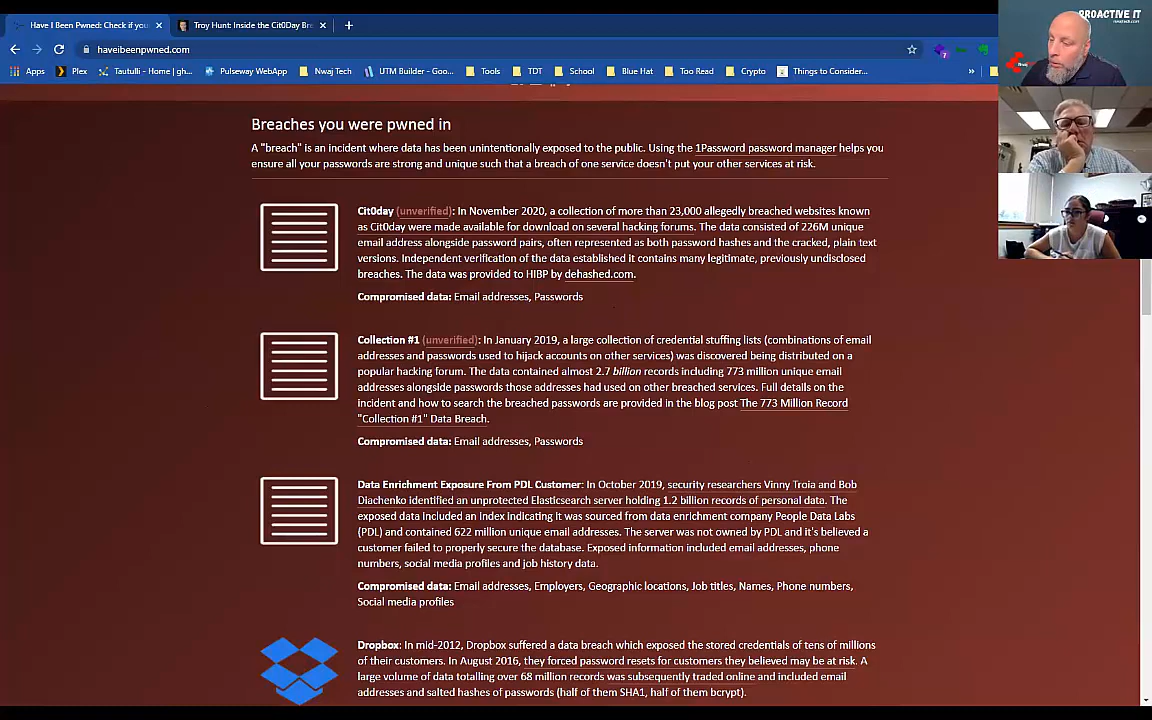 Have I Been Pwned: Check if you
Troy Hunt: Inside the Cit0Day Bre
haveibeenpwned.com
Apps
Plex
Tautulli - Home | gh...
Pulseway WebApp
Nwaj Tech
UTM Builder - Goo...
Tools
TDT
School
Blue Hat
Too Read
Crypto
Things to Consider...
»
PROACTIVE IT
Breaches you were pwned in
A "breach" is an incident where data has been unintentionally exposed to the public. Using the 1Password password manager helps you
ensure all your passwords are strong and unique such that a breach of one service doesn't put your other services at risk.
Cit0day (unverified): In November 2020, a collection of more than 23,000 allegedly breached websites known
as Cit0day were made available for download on several hacking forums. The data consisted of 226M unique
email address alongside password pairs, often represented as both password hashes and the cracked, plain text
versions. Independent verification of the data established it contains many legitimate, previously undisclosed
breaches. The data was provided to HIBP by dehashed.com.
Compromised data: Email addresses, Passwords
Collection #1 (unverified): In January 2019, a large collection of credential stuffing lists (combinations of email
addresses and passwords used to hijack accounts on other services) was discovered being distributed on a
popular hacking forum. The data contained almost 2.7 billion records including 773 million unique email
addresses alongside passwords those addresses had used on other breached services. Full details on the
incident and how to search the breached passwords are provided in the blog post The 773 Million Record
"Collection #1" Data Breach.
Compromised data: Email addresses, Passwords
Data Enrichment Exposure From PDL Customer: In October 2019, security researchers Vinny Troia and Bob
Diachenko identified an unprotected Elasticsearch server holding 1.2 billion records of personal data. The
exposed data included an index indicating it was sourced from data enrichment company People Data Labs
(PDL) and contained 622 million unique email addresses. The server was not owned by PDL and it's believed a
customer failed to properly secure the database. Exposed information included email addresses, phone
numbers, social media profiles and job history data.
Compromised data: Email addresses, Employers, Geographic locations, Job titles, Names, Phone numbers,
Social media profiles
Dropbox: In mid-2012, Dropbox suffered a data breach which exposed the stored credentials of tens of millions
of their customers. In August 2016, they forced password resets for customers they believed may be at risk. A
large volume of data totalling over 68 million records was subsequently traded online and included email
addresses and salted hashes of passwords (half of them SHA1, half of them bcrypt).